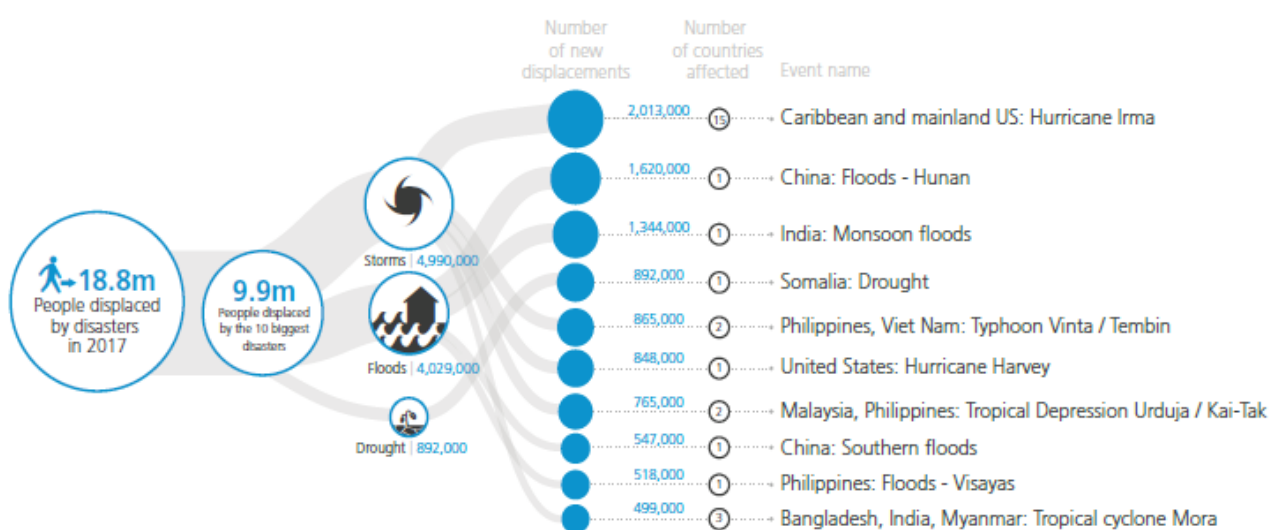 Number
of new
displacements
Number
of countries
affected
Event name
2,013,000 15 Caribbean and mainland US: Hurricane Irma
1,620,000 1 China: Floods - Hunan
1,344,000 1 India: Monsoon floods
892,000 1 Somalia: Drought
865,000 2 Philippines, Viet Nam: Typhoon Vinta / Tembin
848,000 1 United States: Hurricane Harvey
765,000 2 Malaysia, Philippines: Tropical Depression Urduja / Kai-Tak
547,000 1 China: Southern floods
518,000 1 Philippines: Floods - Visayas
499,000 3 Bangladesh, India, Myanmar: Tropical cyclone Mora
18.8m
People displaced
by disasters
in 2017
9.9m
Peopple displaced
by the 10 biggest
disasters
Storms | 4,990,000
Floods | 4,029,000
Drought | 892,000